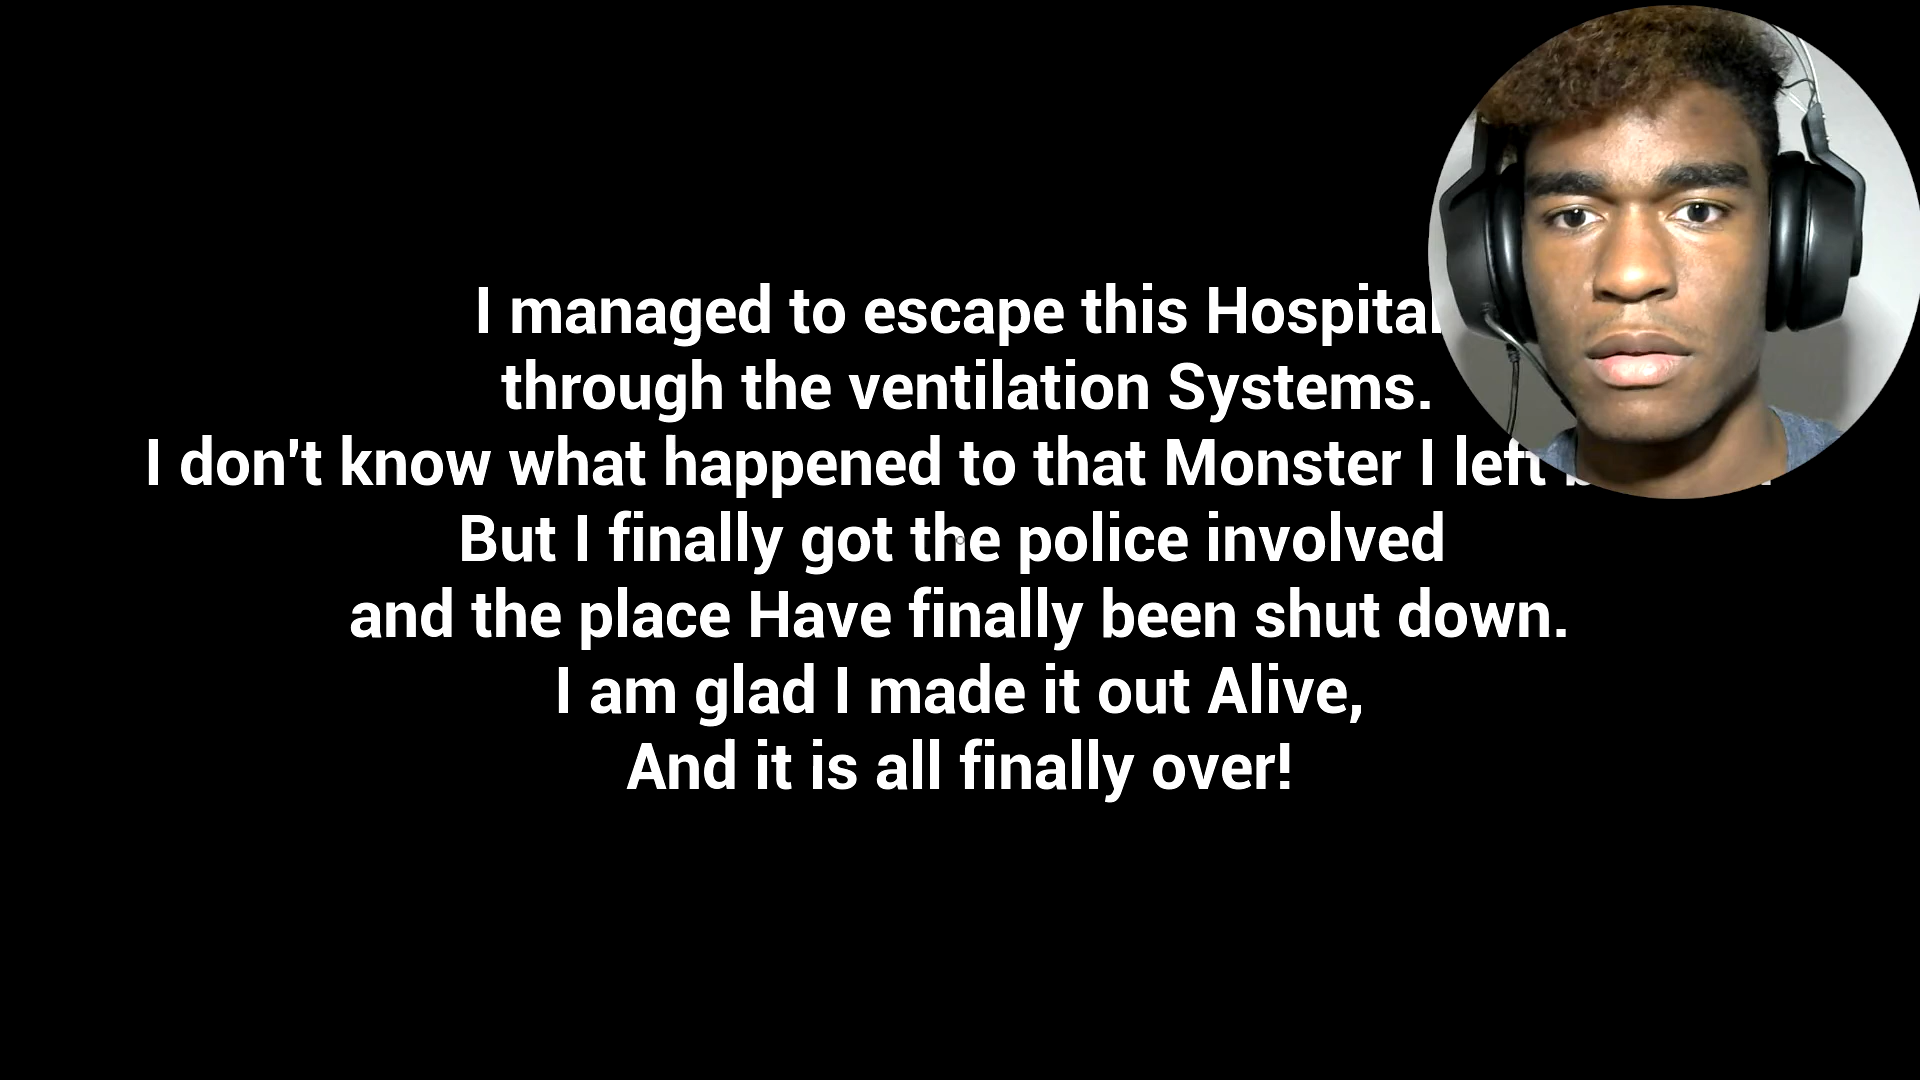 I managed to escape this Hospital
through the ventilation Systems.
I don't know what happened to that Monster I left
But I finally got the police involved
and the place Have finally been shut down.
I am glad I made it out Alive,
And it is all finally over!